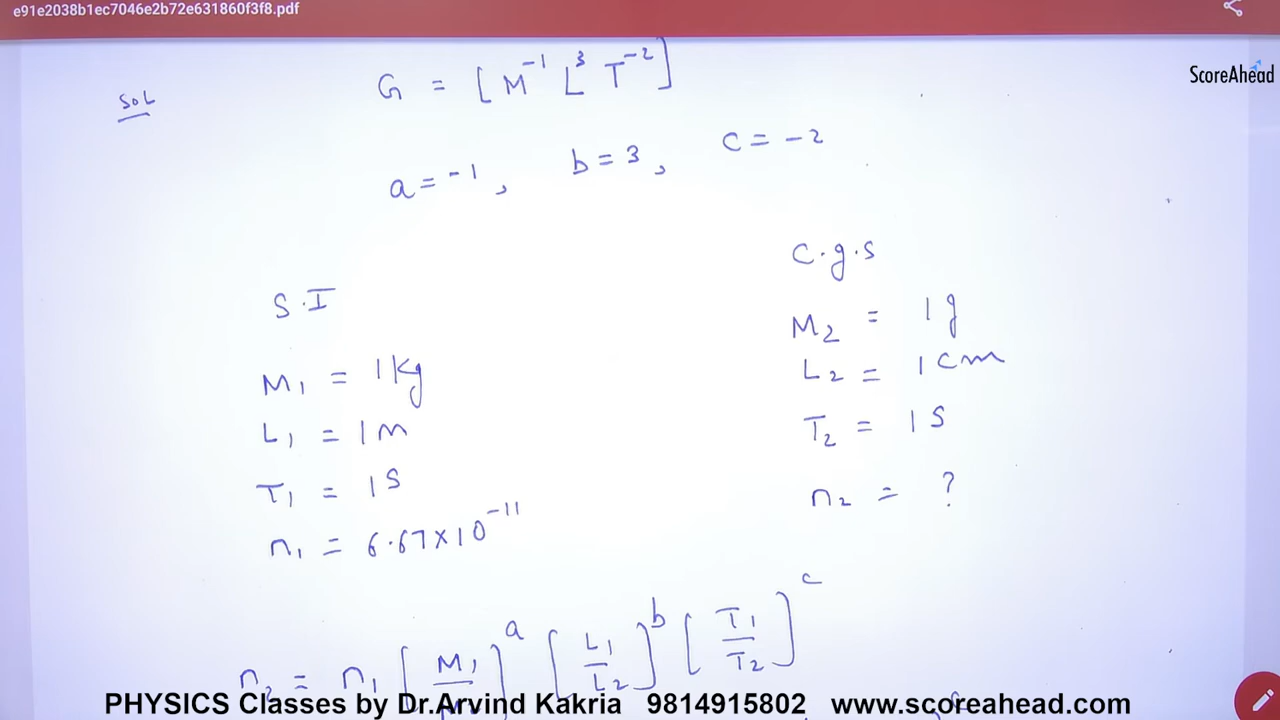 e91e2038b1ec7046e2b72e631860f3f8.pdf
ScoreAhead
Sol
G = [M⁻¹ L³ T⁻²]
a = -1, b = 3, c = -2
S.I
M₁ = 1 Kg
L₁ = 1 m
T₁ = 1 S
n₁ = 6.67×10⁻¹¹
C.g.s
M₂ = 1 g
L₂ = 1 cm
T₂ = 1 S
n₂ = ?
n₂ = n₁ [M₁/]ᵃ [L₁/L₂]ᵇ [T₁/T₂]ᶜ
PHYSICS Classes by Dr.Arvind Kakria 9814915802 www.scoreahead.com